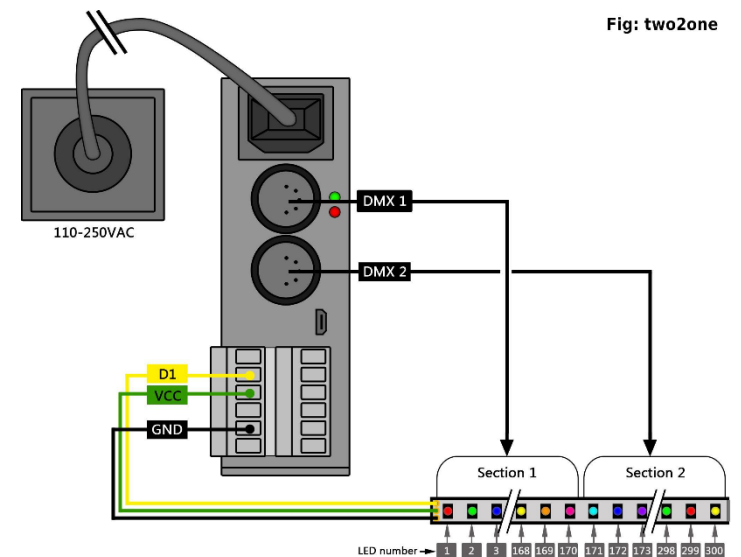 Fig: two2one
110-250VAC
DMX 1
DMX 2
D1
VCC
GND
Section 1
Section 2
LED number 1 2 3 168 169 170 171 172 173 298 299 300